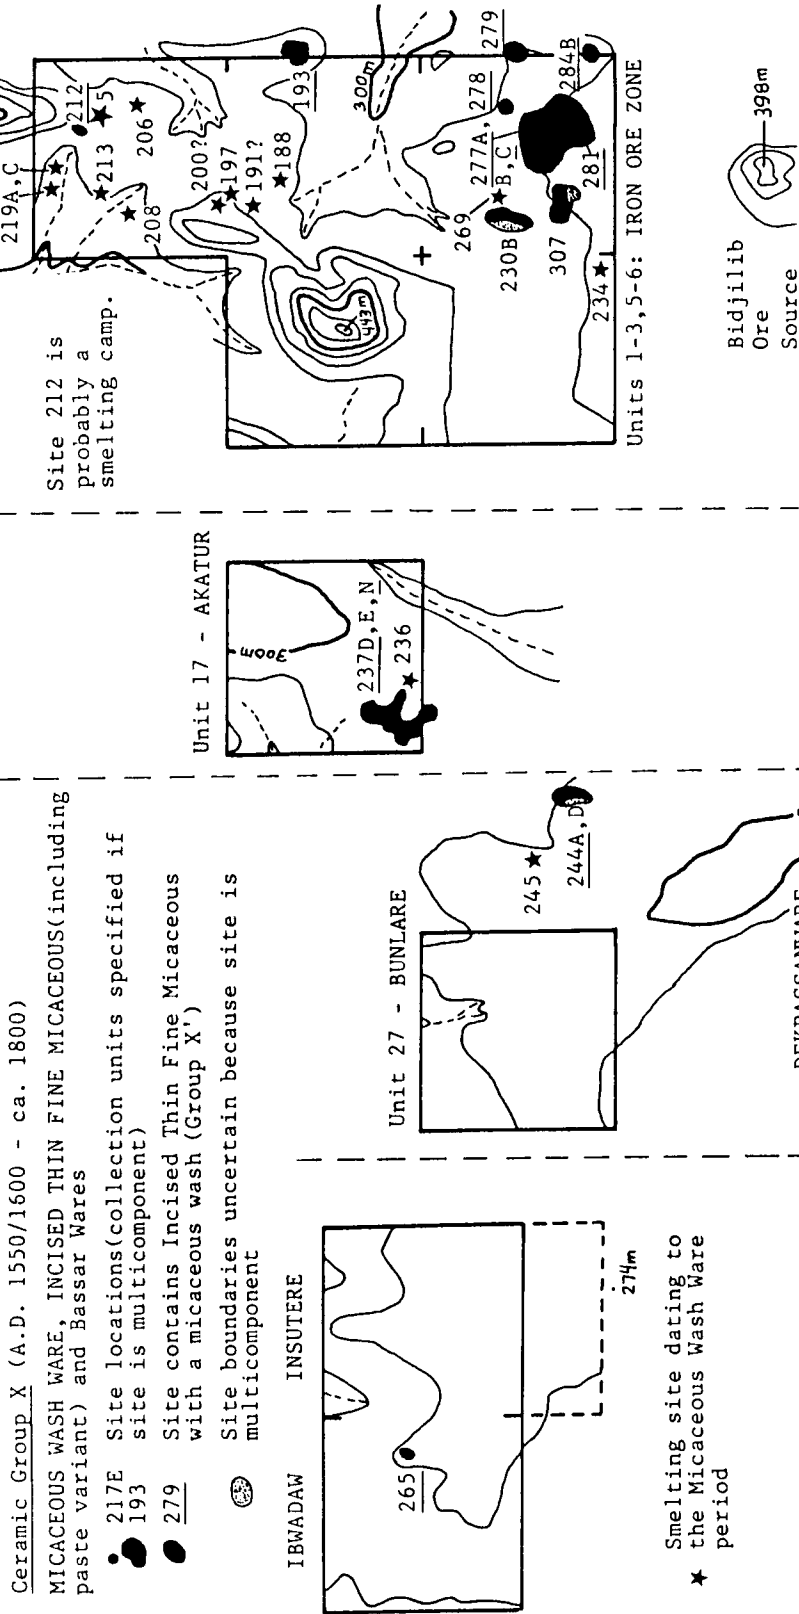 Ceramic Group X (A.D. 1550/1600 - ca. 1800)
MICACEOUS WASH WARE, INCISED THIN FINE MICACEOUS(including
paste variant) and Bassar Wares
217E
193
Site locations(collection units specified if
site is multicomponent)
279
Site contains Incised Thin Fine Micaceous
with a micaceous wash (Group X')
Site boundaries uncertain because site is
multicomponent
IBWADAW
INSUTERE
265
274m
★ Smelting site dating to
the Micaceous Wash Ware
period
Unit 27 - BUNLARE
245
244A,D
Unit 17 - AKATUR
300m
237D,E,N
236
Site 212 is
probably a
smelting camp.
219A,C
212
5
213
206
208
200?
197
191?
188
193
300m
443m
279
278
277A,
B,C
269
230B
284B
281
307
234
Units 1-3,5-6: IRON ORE ZONE
Bidjilib
Ore
Source
398m